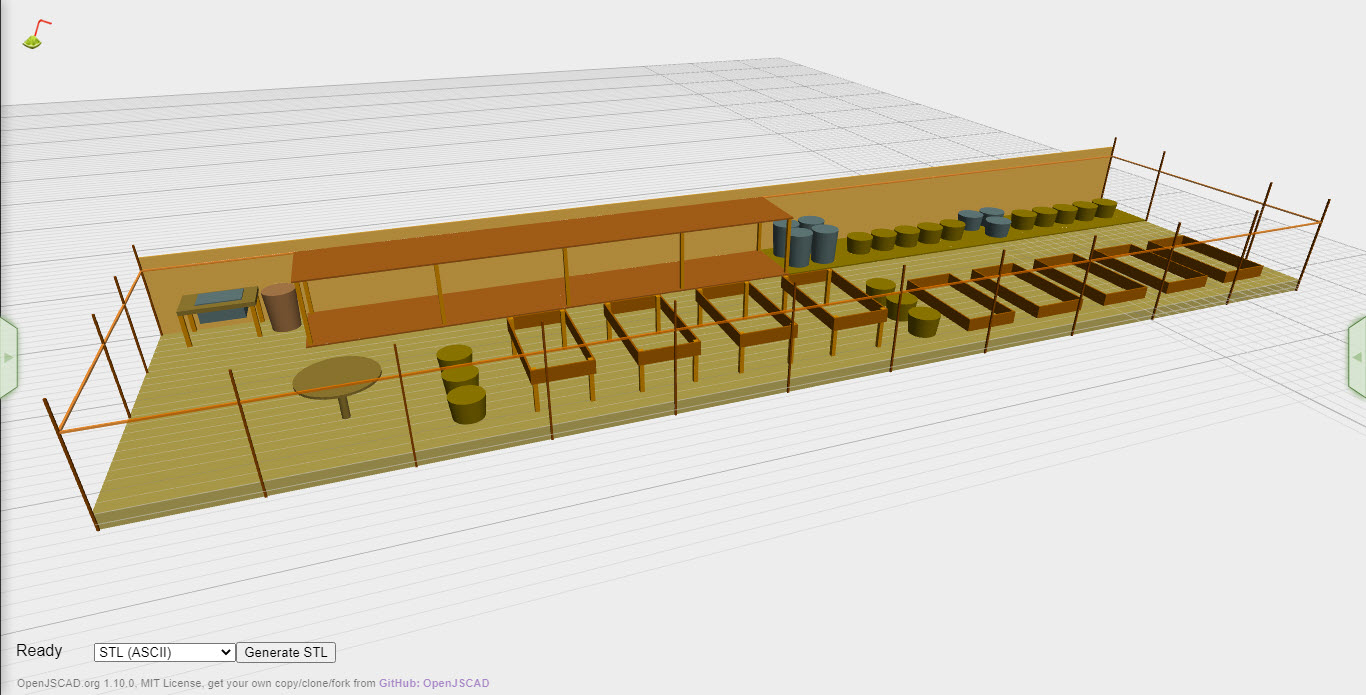 Ready
STL (ASCII)
Generate STL
OpenJSCAD.org 1.10.0, MIT License, get your own copy/clone/fork from GitHub: OpenJSCAD